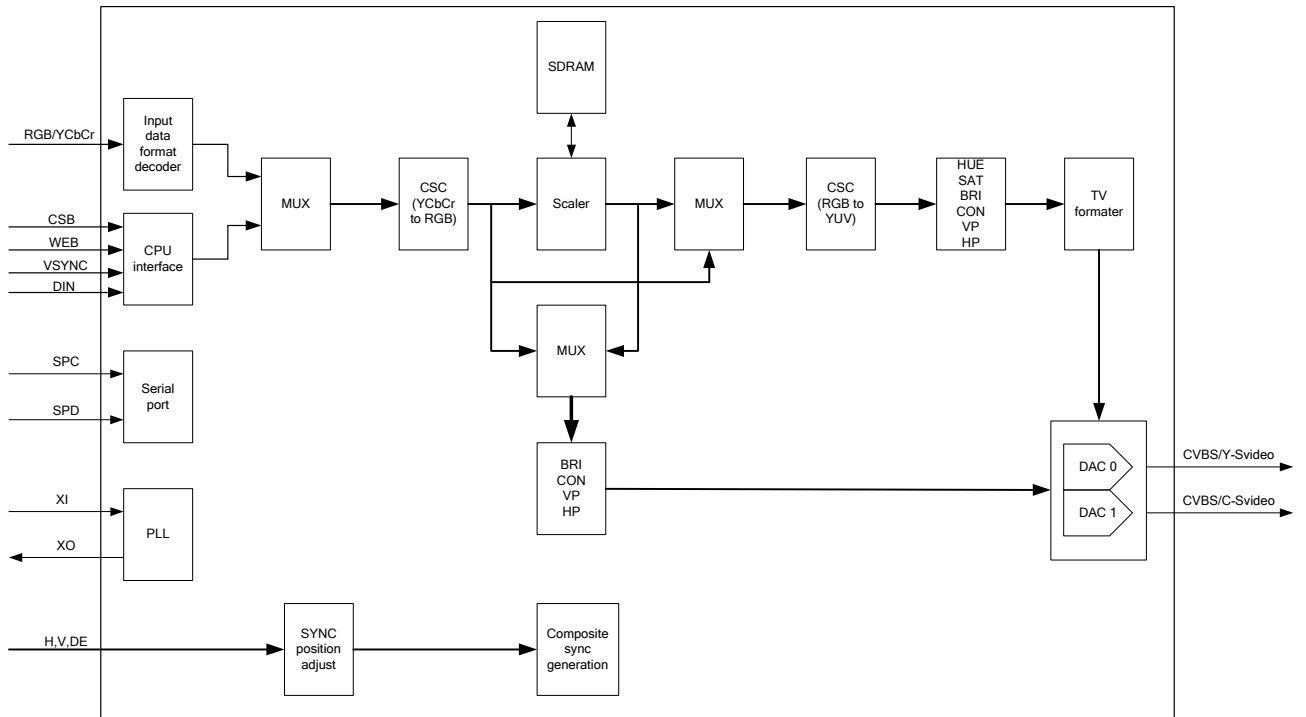 SDRAM
RGB/YCbCr
Input
data
format
decoder
MUX
CSC
(YCbCr
to RGB)
Scaler
MUX
CSC
(RGB to
YUV)
HUE
SAT
BRI
CON
VP
HP
TV
formater
CSB
WEB
VSYNC
DIN
CPU
interface
MUX
SPC
SPD
Serial
port
BRI
CON
VP
HP
DAC 0
DAC 1
CVBS/Y-Svideo
CVBS/C-Svideo
XI
XO
PLL
H,V,DE
SYNC
position
adjust
Composite
sync
generation